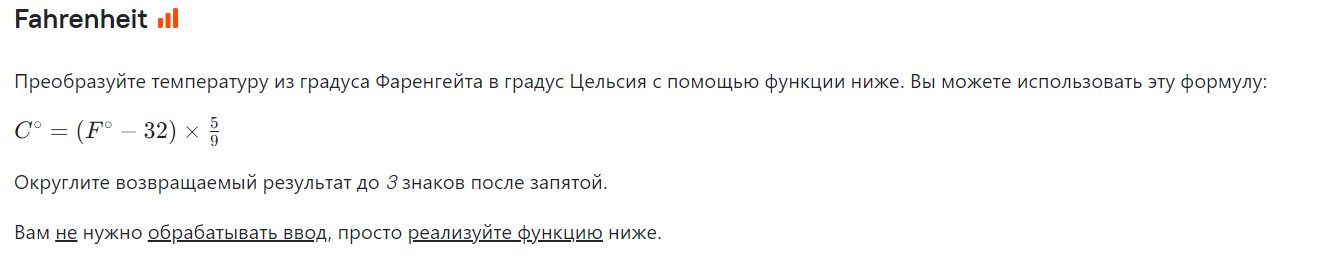 Fahrenheit
Преобразуйте температуру из градуса Фаренгейта в градус Цельсия с помощью функции ниже. Вы можете использовать эту формулу:
C° = (F° − 32) × 5/9
Округлите возвращаемый результат до 3 знаков после запятой.
Вам не нужно обрабатывать ввод, просто реализуйте функцию ниже.